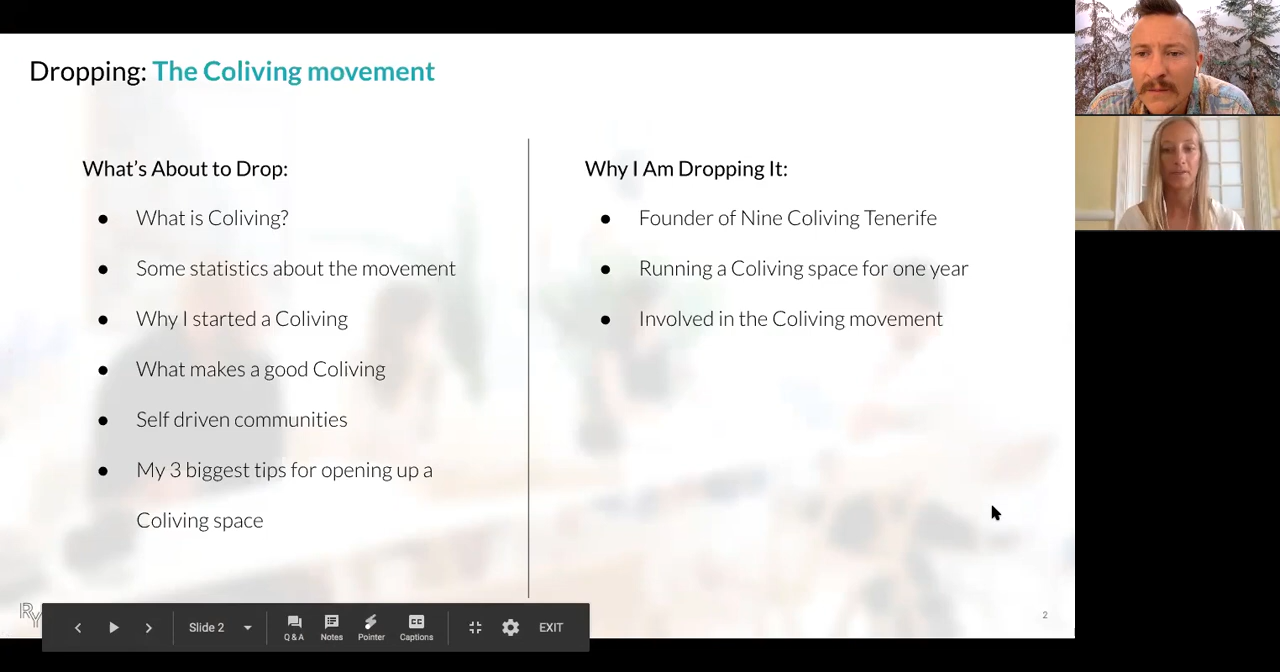 Dropping: The Coliving movement
What's About to Drop:
● What is Coliving?
● Some statistics about the movement
● Why I started a Coliving
● What makes a good Coliving
● Self driven communities
● My 3 biggest tips for opening up a
Coliving space
Why I Am Dropping It:
● Founder of Nine Coliving Tenerife
● Running a Coliving space for one year
● Involved in the Coliving movement
RY
2
Slide 2
Q & A
Notes
Pointer
Captions
EXIT